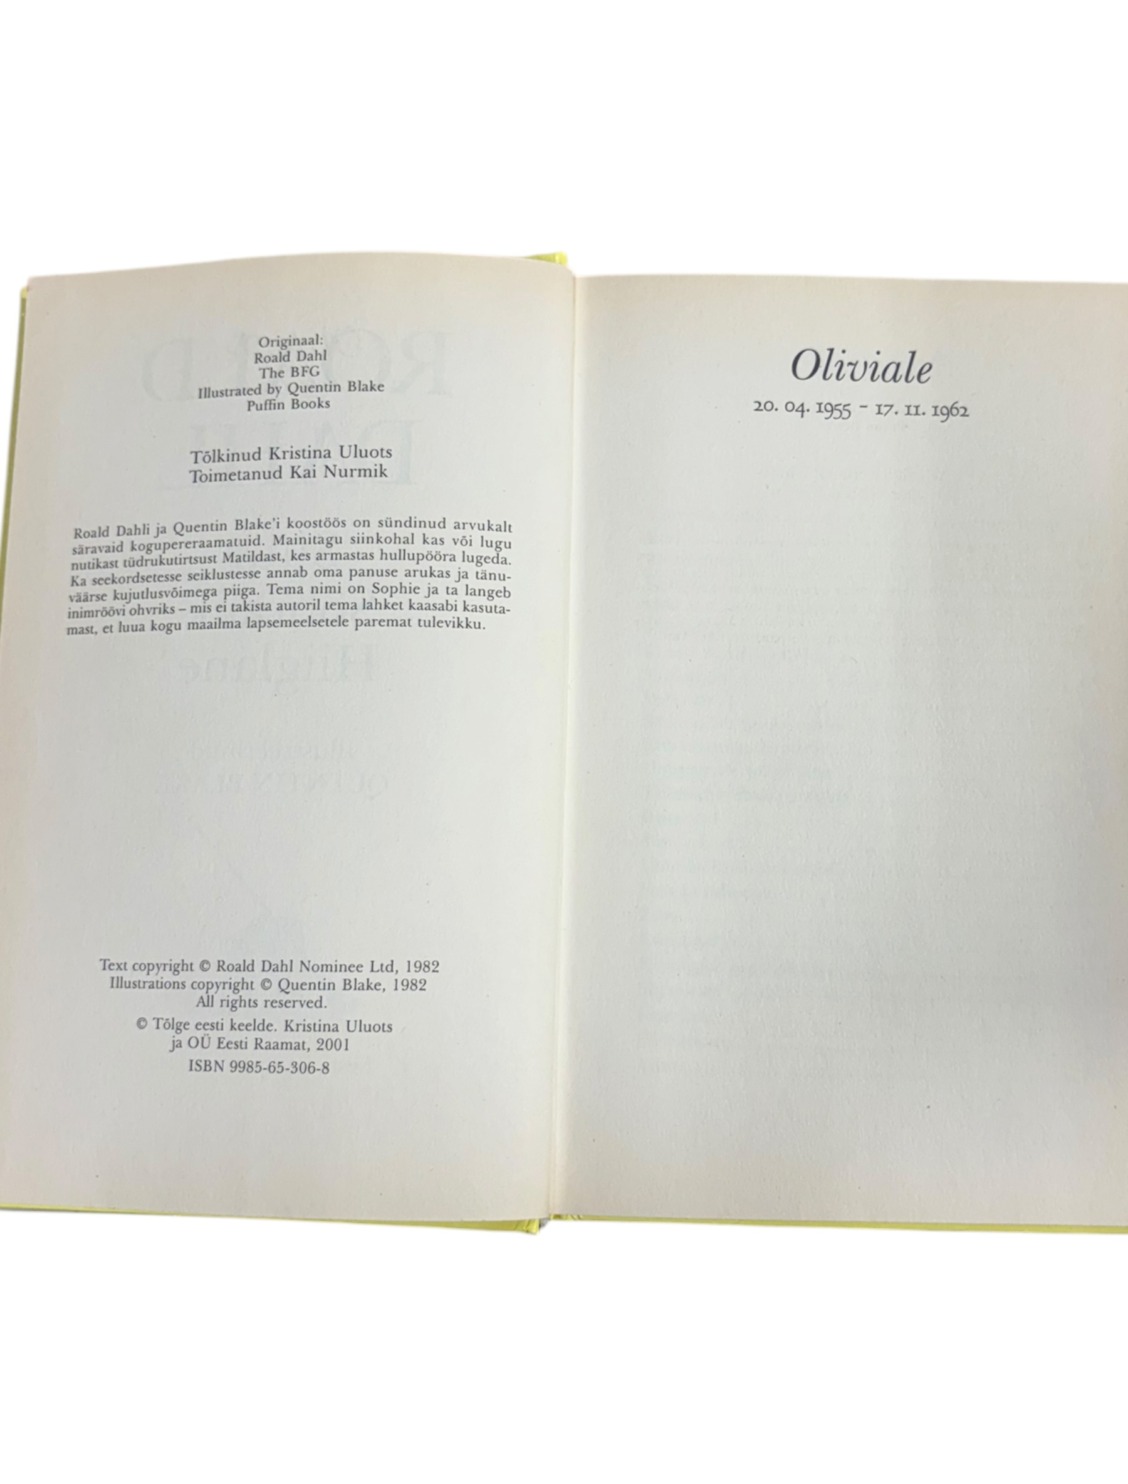 Originaal:
Roald Dahl
The BFG
Illustrated by Quentin Blake
Puffin Books
Tõlkinud Kristina Uluots
Toimetanud Kai Nurmik
Roald Dahli ja Quentin Blake'i koostöös on sündinud arvukalt
säravaid kogupereraamatuid. Mainitagu siinkohal kas või lugu
nutikast tüdrukutirtsust Matildast, kes armastas hullupööra lugeda.
Ka seekordsetesse seiklustesse annab oma panuse arukas ja tänu-
väärse kujutlusvõimega piiga. Tema nimi on Sophie ja ta langeb
inimröövi ohvriks – mis ei takista autoril tema lahket kaasabi kasuta-
mast, et luua kogu maailma lapsemeelsetele paremat tulevikku.
Text copyright © Roald Dahl Nominee Ltd, 1982
Illustrations copyright © Quentin Blake, 1982
All rights reserved.
© Tõlge eesti keelde. Kristina Uluots
ja OÜ Eesti Raamat, 2001
ISBN 9985-65-306-8
Oliviale
20. 04. 1955 – 17. 11. 1962